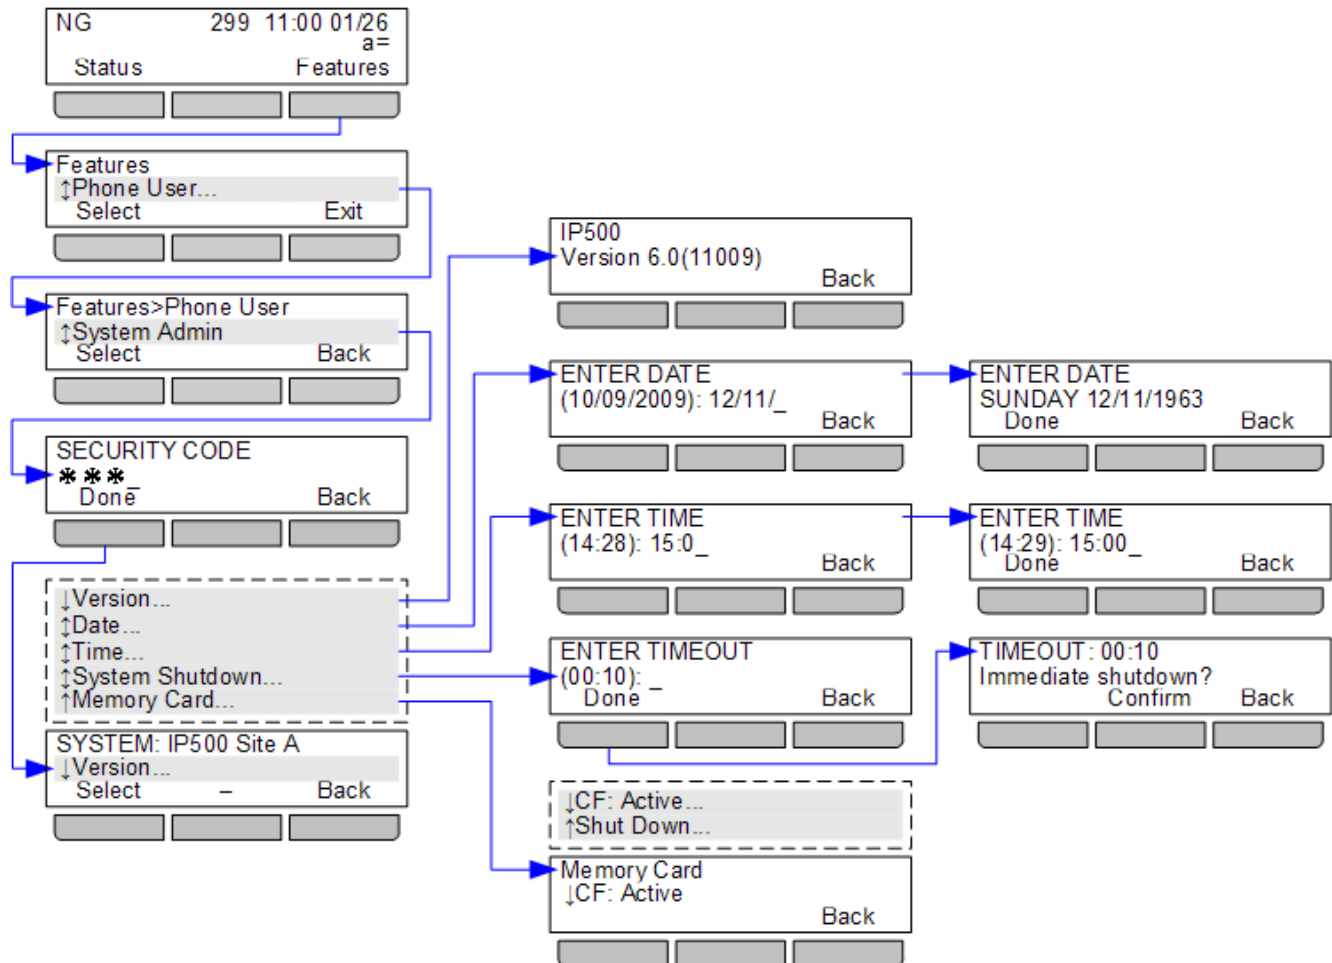 NG 299 11:00 01/26
a=
Status Features
Features
↕Phone User...
Select Exit
Features>Phone User
↕System Admin
Select Back
SECURITY CODE
***_
Done Back
↓Version...
↕Date...
↕Time...
↕System Shutdown...
↑Memory Card...
SYSTEM: IP500 Site A
↓Version...
Select – Back
IP500
Version 6.0(11009)
Back
ENTER DATE
(10/09/2009): 12/11/_
Back
ENTER DATE
SUNDAY 12/11/1963
Done Back
ENTER TIME
(14:28): 15:0_
Back
ENTER TIME
(14:29): 15:00_
Done Back
ENTER TIMEOUT
(00:10): _
Done Back
TIMEOUT: 00:10
Immediate shutdown?
Confirm Back
↓CF: Active...
↑Shut Down...
Memory Card
↓CF: Active
Back